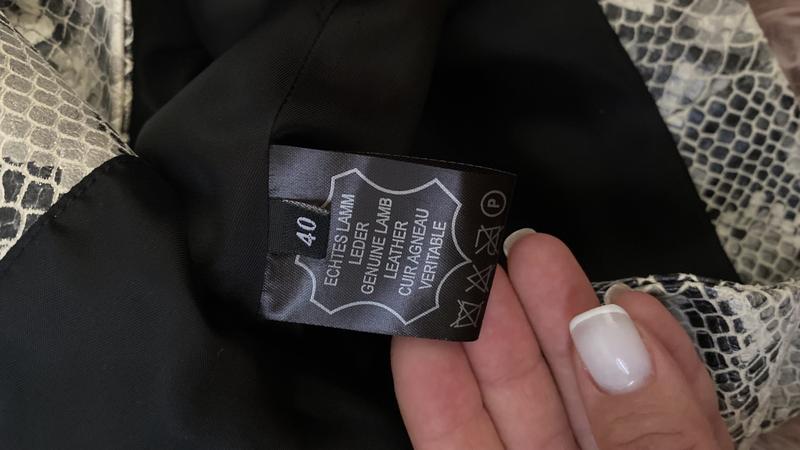 40
ECHTES LAMM
LEDER
GENUINE LAMB
LEATHER
CUIR AGNEAU
VERITABLE
P